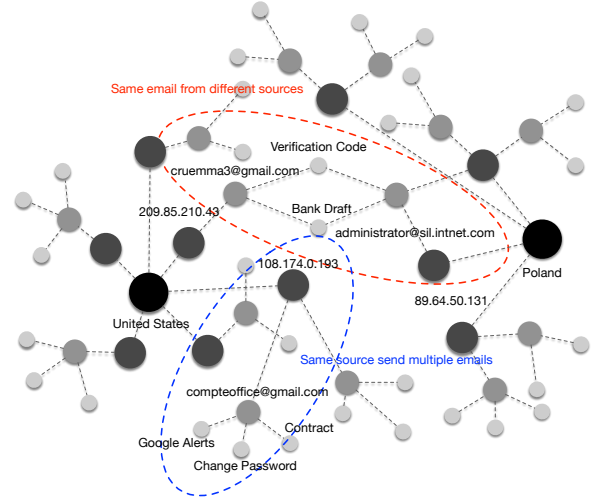 Same email from different sources
Verification Code
cruemma3@gmail.com
Bank Draft
209.85.210.43
administrator@sil.intnet.com
108.174.0.193
Poland
89.64.50.131
United States
Same source send multiple emails
compteoffice@gmail.com
Contract
Google Alerts
Change Password